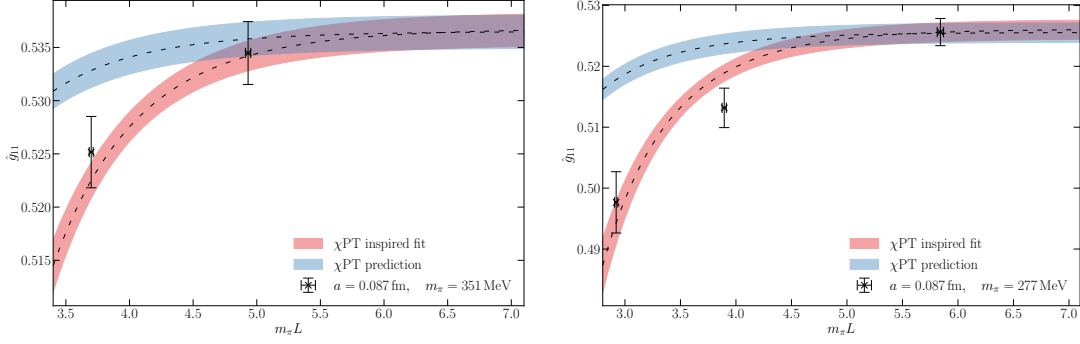 0.535
0.530
0.525
0.520
0.515
ĝ₁₁
3.5 4.0 4.5 5.0 5.5 6.0 6.5 7.0
mπL
χPT inspired fit
χPT prediction
a = 0.087 fm, mπ = 351 MeV
0.53
0.52
0.51
0.50
0.49
ĝ₁₁
3.0 3.5 4.0 4.5 5.0 5.5 6.0 6.5 7.0
mπL
χPT inspired fit
χPT prediction
a = 0.087 fm, mπ = 277 MeV